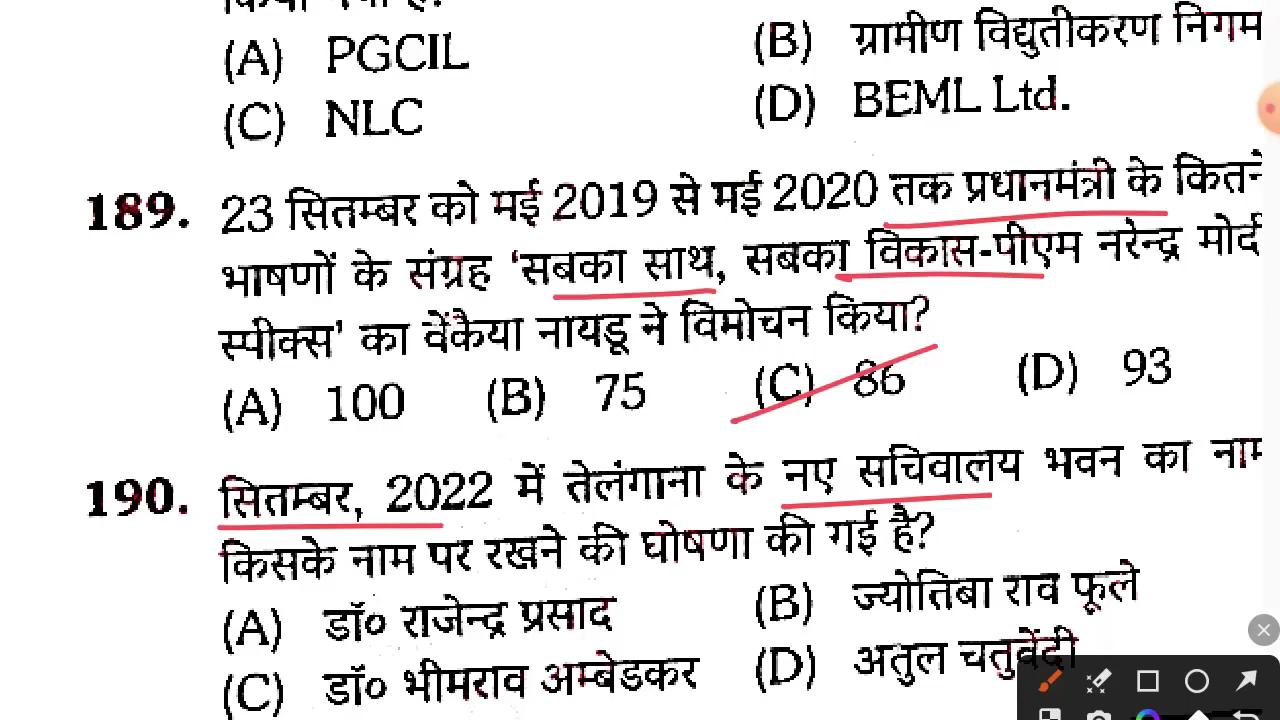 (A) PGCIL
(B) ग्रामीण विद्युतीकरण निगम
(C) NLC
(D) BEML Ltd.
189. 23 सितम्बर को मई 2019 से मई 2020 तक प्रधानमंत्री के
भाषणों के संग्रह ‘सबका साथ, सबका विकास-पीएम नरेन्द्र
स्पीक्स’ का वेंकैया नायडू ने विमोचन किया?
(A) 100 (B) 75 (C) 86 (D) 93
190. सितम्बर, 2022 में तेलंगाना के नए सचिवालय भवन का नाम
किसके नाम पर रखने की घोषणा की गई है?
(A) डॉ० राजेन्द्र प्रसाद
(B) ज्योतिबा राव फूले
(C) डॉ० भीमराव अम्बेडकर
(D) अतुल चतुर्वेदी